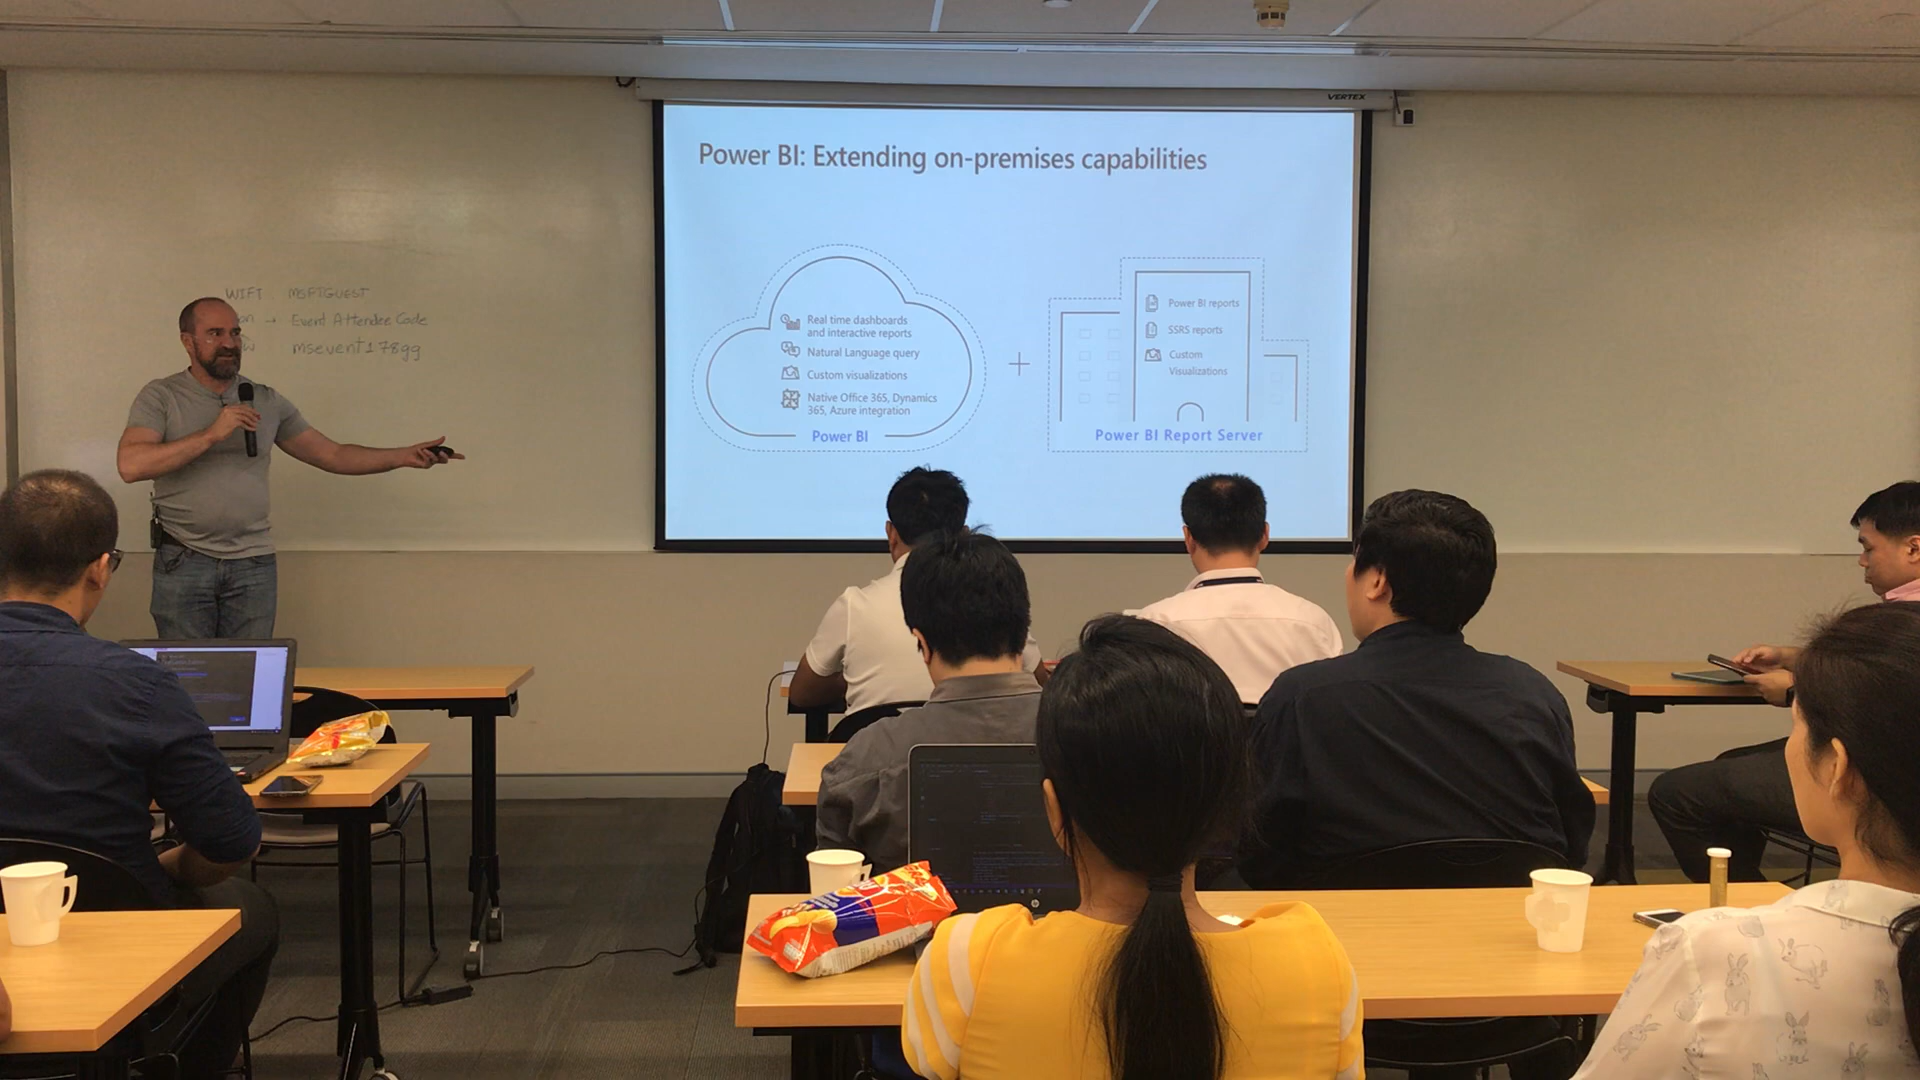 VERTEX
Power BI: Extending on-premises capabilities
WIFI MSFTGUEST
→ Event Attendee Code
msevent178gg
Real time dashboards
and interactive reports
Natural Language query
Custom visualizations
Native Office 365, Dynamics
365, Azure integration
Power BI
+
Power BI reports
SSRS reports
Custom
Visualizations
Power BI Report Server